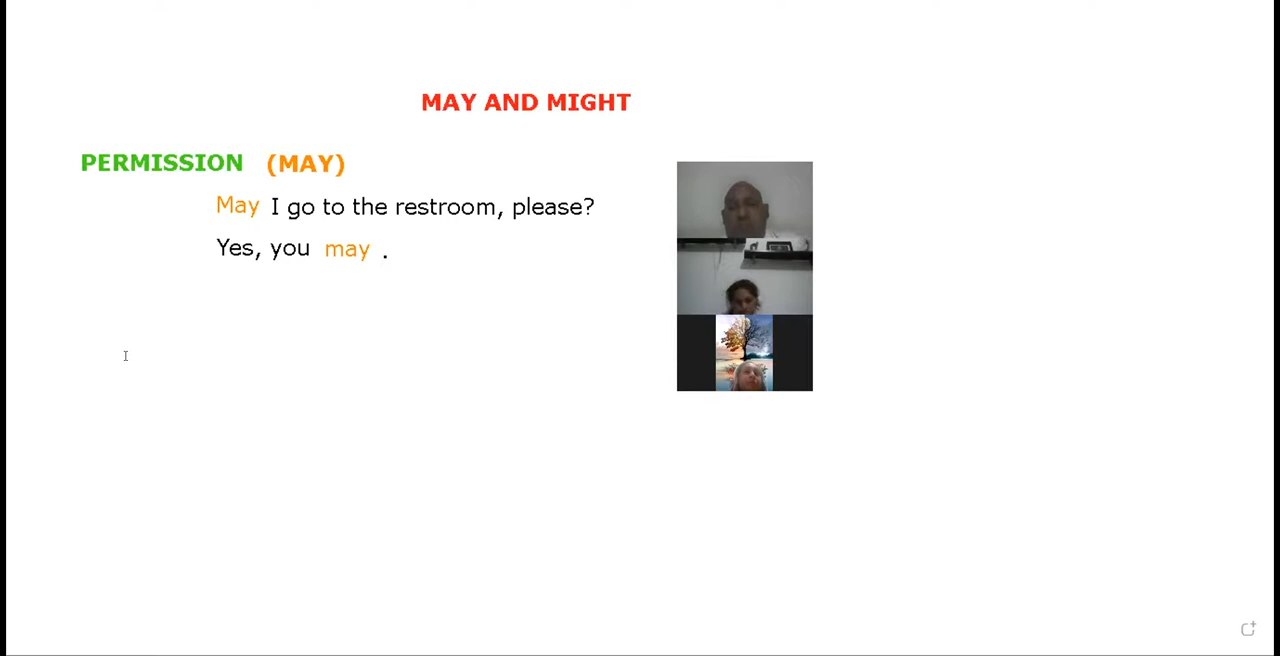 MAY AND MIGHT
PERMISSION (MAY)
May I go to the restroom, please?
Yes, you may .